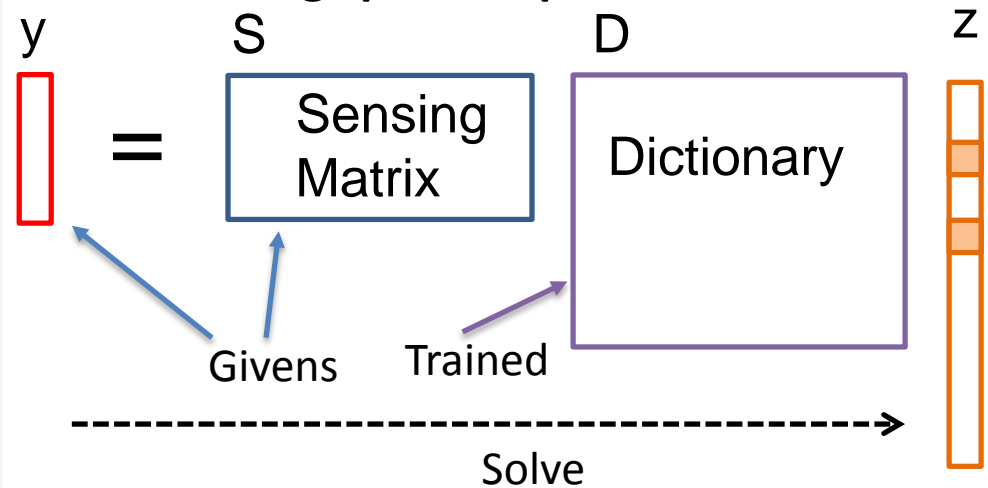 y
S
D
z
=
Sensing
Matrix
Dictionary
Givens
Trained
Solve